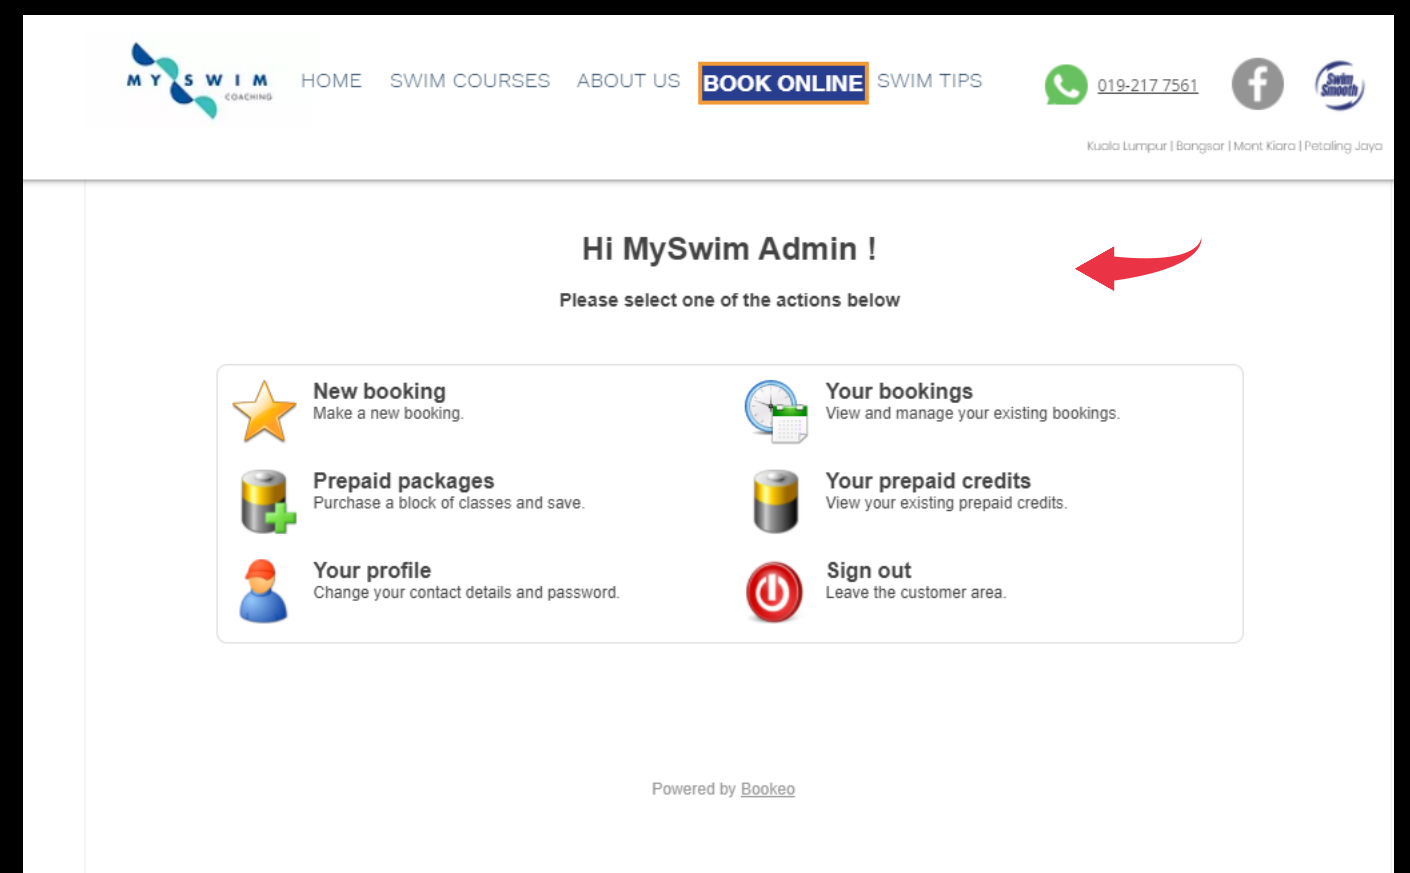 MY SWIM
COACHING
HOME SWIM COURSES ABOUT US BOOK ONLINE SWIM TIPS
019-217 7561
Swim
Smooth
Kuala Lumpur | Bangsar | Mont Kiara | Petaling Jaya
Hi MySwim Admin !
Please select one of the actions below
New booking
Make a new booking.
Your bookings
View and manage your existing bookings.
Prepaid packages
Purchase a block of classes and save.
Your prepaid credits
View your existing prepaid credits.
Your profile
Change your contact details and password.
Sign out
Leave the customer area.
Powered by Bookeo